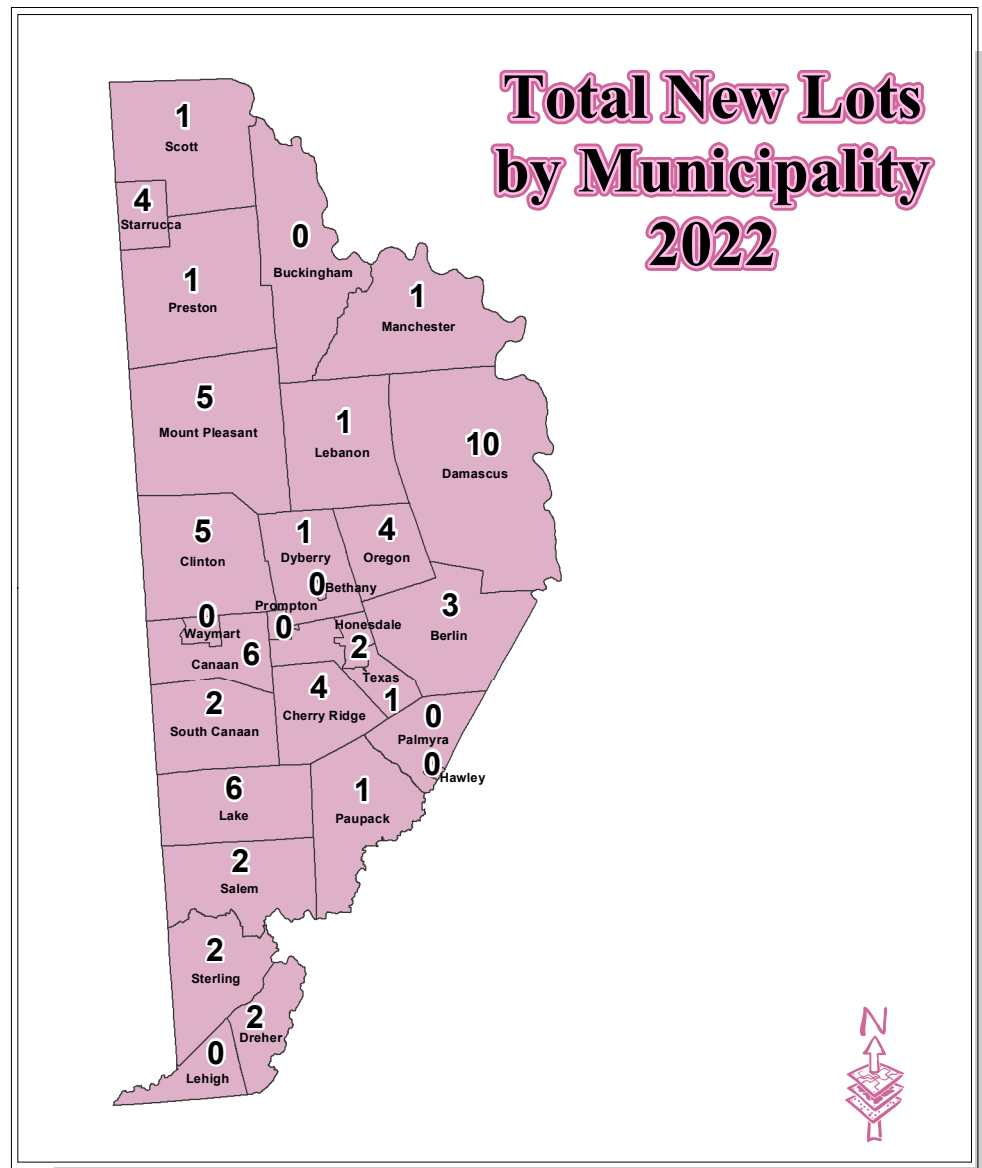 Total New Lots
by Municipality
2022
1
Scott
4
Starrucca
0
Buckingham
1
Preston
1
Manchester
5
Mount Pleasant
1
Lebanon
10
Damascus
5
Clinton
1
Dyberry
4
Oregon
0
Bethany
3
Berlin
Prompton
0
0
Waymart
Honesdale
2
Canaan 6
Texas
1
4
Cherry Ridge
2
South Canaan
0
Palmyra
0
Hawley
6
Lake
1
Paupack
2
Salem
2
Sterling
2
Dreher
0
Lehigh
N